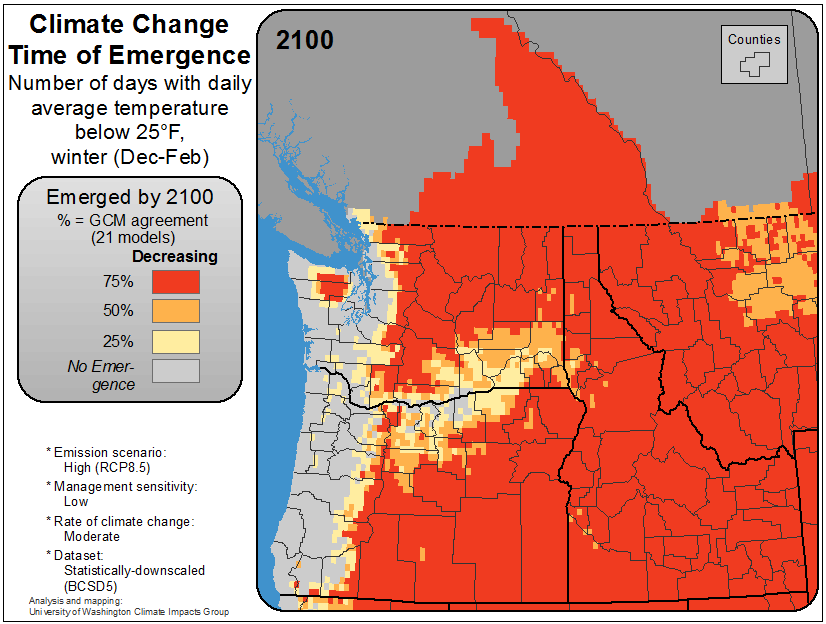 Climate Change
Time of Emergence
Number of days with daily
average temperature
below 25°F,
winter (Dec-Feb)
Emerged by 2100
% = GCM agreement
(21 models)
Decreasing
75%
50%
25%
No Emer-
gence
* Emission scenario:
High (RCP8.5)
* Management sensitivity:
Low
* Rate of climate change:
Moderate
* Dataset:
Statistically-downscaled
(BCSD5)
Analysis and mapping:
University of Washington Climate Impacts Group
2100
Counties